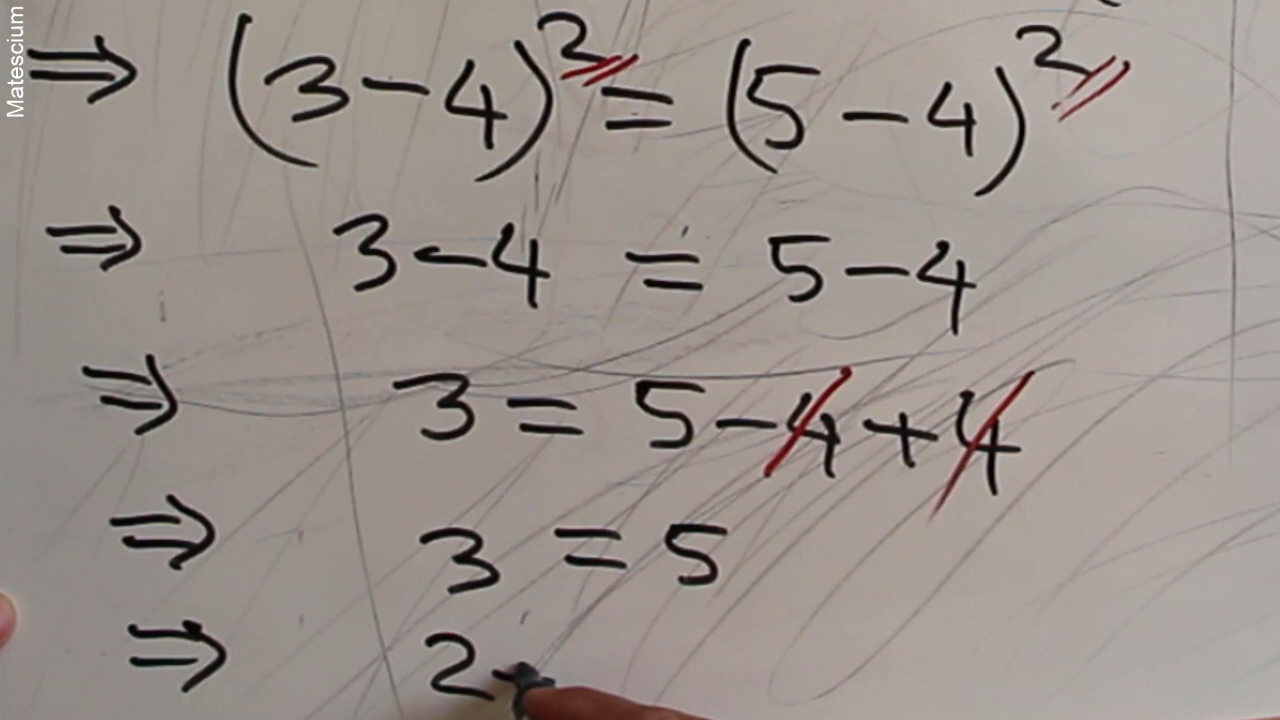 Matescium
⇒ (3-4)² = (5-4)²
⇒ 3-4 = 5-4
⇒ 3 = 5-4+4
⇒ 3 = 5
⇒ 2+